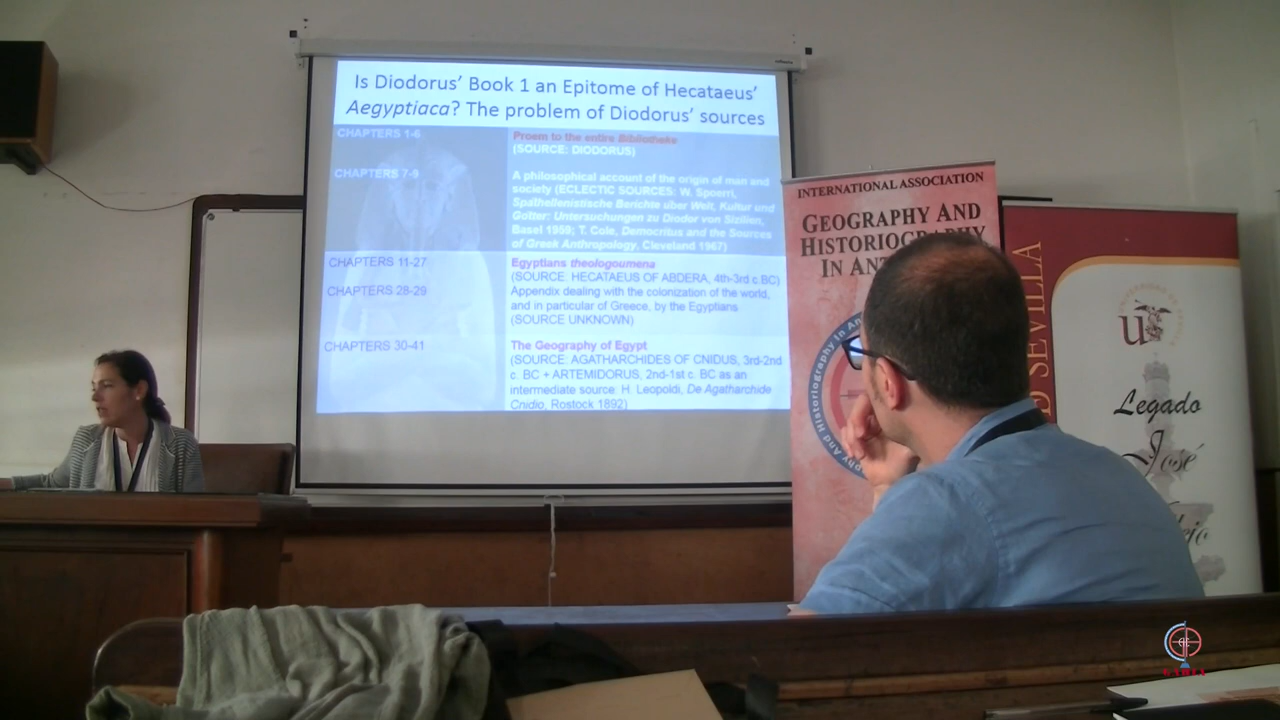 Is Diodorus' Book 1 an Epitome of Hecataeus'
Aegyptiaca? The problem of Diodorus' sources
CHAPTERS 1-6
Proem to the entire Bibliotheke
(SOURCE: DIODORUS)
CHAPTERS 7-9
A philosophical account of the origin of man and
society (ECLECTIC SOURCES: W. Spoerri,
Späthellenistische Berichte über Welt, Kultur und
Götter: Untersuchungen zu Diodor von Sizilien,
Basel 1959; T. Cole, Democritus and the Sources
of Greek Anthropology, Cleveland 1967)
CHAPTERS 11-27
Egyptians theologoumena
(SOURCE: HECATAEUS OF ABDERA, 4th-3rd c.BC)
CHAPTERS 28-29
Appendix dealing with the colonization of the world,
and in particular of Greece, by the Egyptians
(SOURCE UNKNOWN)
CHAPTERS 30-41
The Geography of Egypt
(SOURCE: AGATHARCHIDES OF CNIDUS, 3rd-2nd
c. BC + ARTEMIDORUS, 2nd-1st c. BC as an
intermediate source: H. Leopoldi, De Agatharchide
Cnidio, Rostock 1892)
INTERNATIONAL ASSOCIATION
GEOGRAPHY AND
HISTORIOGRAPHY
IN ANT
And Historiography In An
D SEVILLA
Legado
José